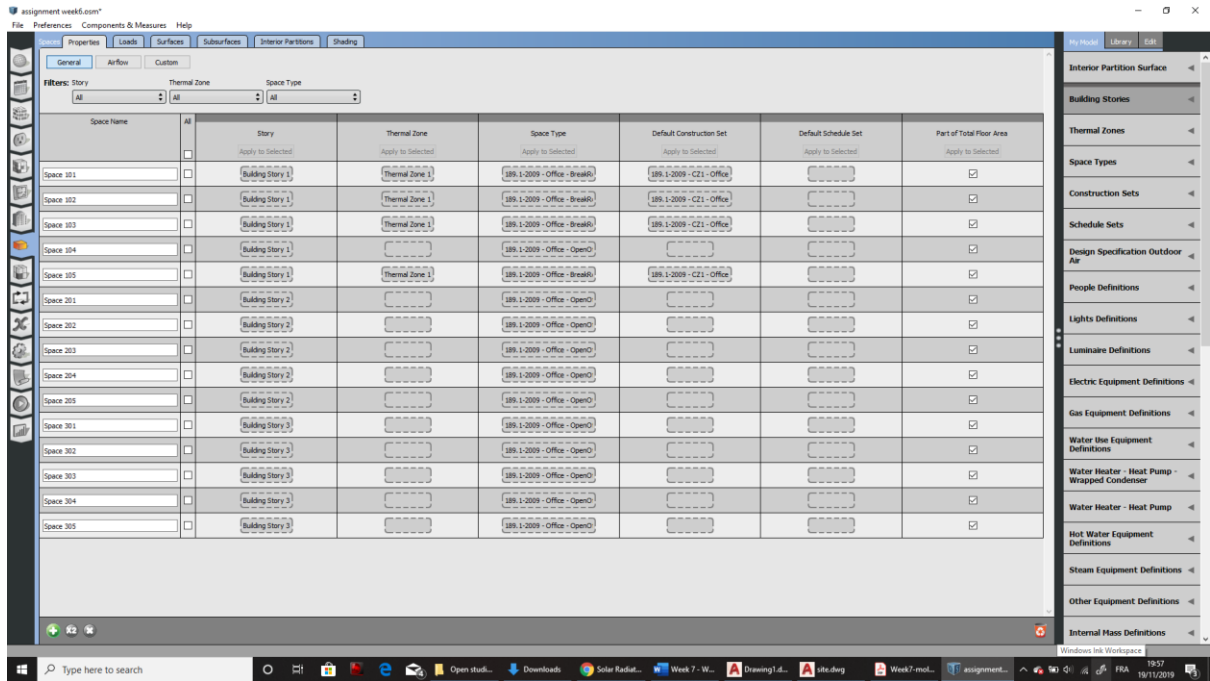 assignment week6.osm*
File Preferences Components & Measures Help
Spaces Properties Loads Surfaces Subsurfaces Interior Partitions Shading
My Model Library Edit
General Airflow Custom
Filters: Story Thermal Zone Space Type
All All All
Space Name All Story Thermal Zone Space Type Default Construction Set Default Schedule Set Part of Total Floor Area
Apply to Selected Apply to Selected Apply to Selected Apply to Selected Apply to Selected Apply to Selected
Space 101 Building Story 1 Thermal Zone 1 189.1-2009 - Office - BreakR 189.1-2009 - CZ1 - Office
Space 102 Building Story 1 Thermal Zone 1 189.1-2009 - Office - BreakR 189.1-2009 - CZ1 - Office
Space 103 Building Story 1 Thermal Zone 1 189.1-2009 - Office - BreakR 189.1-2009 - CZ1 - Office
Space 104 Building Story 1 189.1-2009 - Office - OpenO
Space 105 Building Story 1 Thermal Zone 1 189.1-2009 - Office - BreakR 189.1-2009 - CZ1 - Office
Space 201 Building Story 2 189.1-2009 - Office - OpenO
Space 202 Building Story 2 189.1-2009 - Office - OpenO
Space 203 Building Story 2 189.1-2009 - Office - OpenO
Space 204 Building Story 2 189.1-2009 - Office - OpenO
Space 205 Building Story 2 189.1-2009 - Office - OpenO
Space 301 Building Story 3 189.1-2009 - Office - OpenO
Space 302 Building Story 3 189.1-2009 - Office - OpenO
Space 303 Building Story 3 189.1-2009 - Office - OpenO
Space 304 Building Story 3 189.1-2009 - Office - OpenO
Space 305 Building Story 3 189.1-2009 - Office - OpenO
Interior Partition Surface
Building Stories
Thermal Zones
Space Types
Construction Sets
Schedule Sets
Design Specification Outdoor
Air
People Definitions
Lights Definitions
Luminaire Definitions
Electric Equipment Definitions
Gas Equipment Definitions
Water Use Equipment
Definitions
Water Heater - Heat Pump -
Wrapped Condenser
Water Heater - Heat Pump
Hot Water Equipment
Definitions
Steam Equipment Definitions
Other Equipment Definitions
Internal Mass Definitions
Windows Ink Workspace
Type here to search
Open studi... Downloads Solar Radiat... Week 7 - W... Drawing1.d... site.dwg Week7-mol... assignment... FRA 19:57
19/11/2019